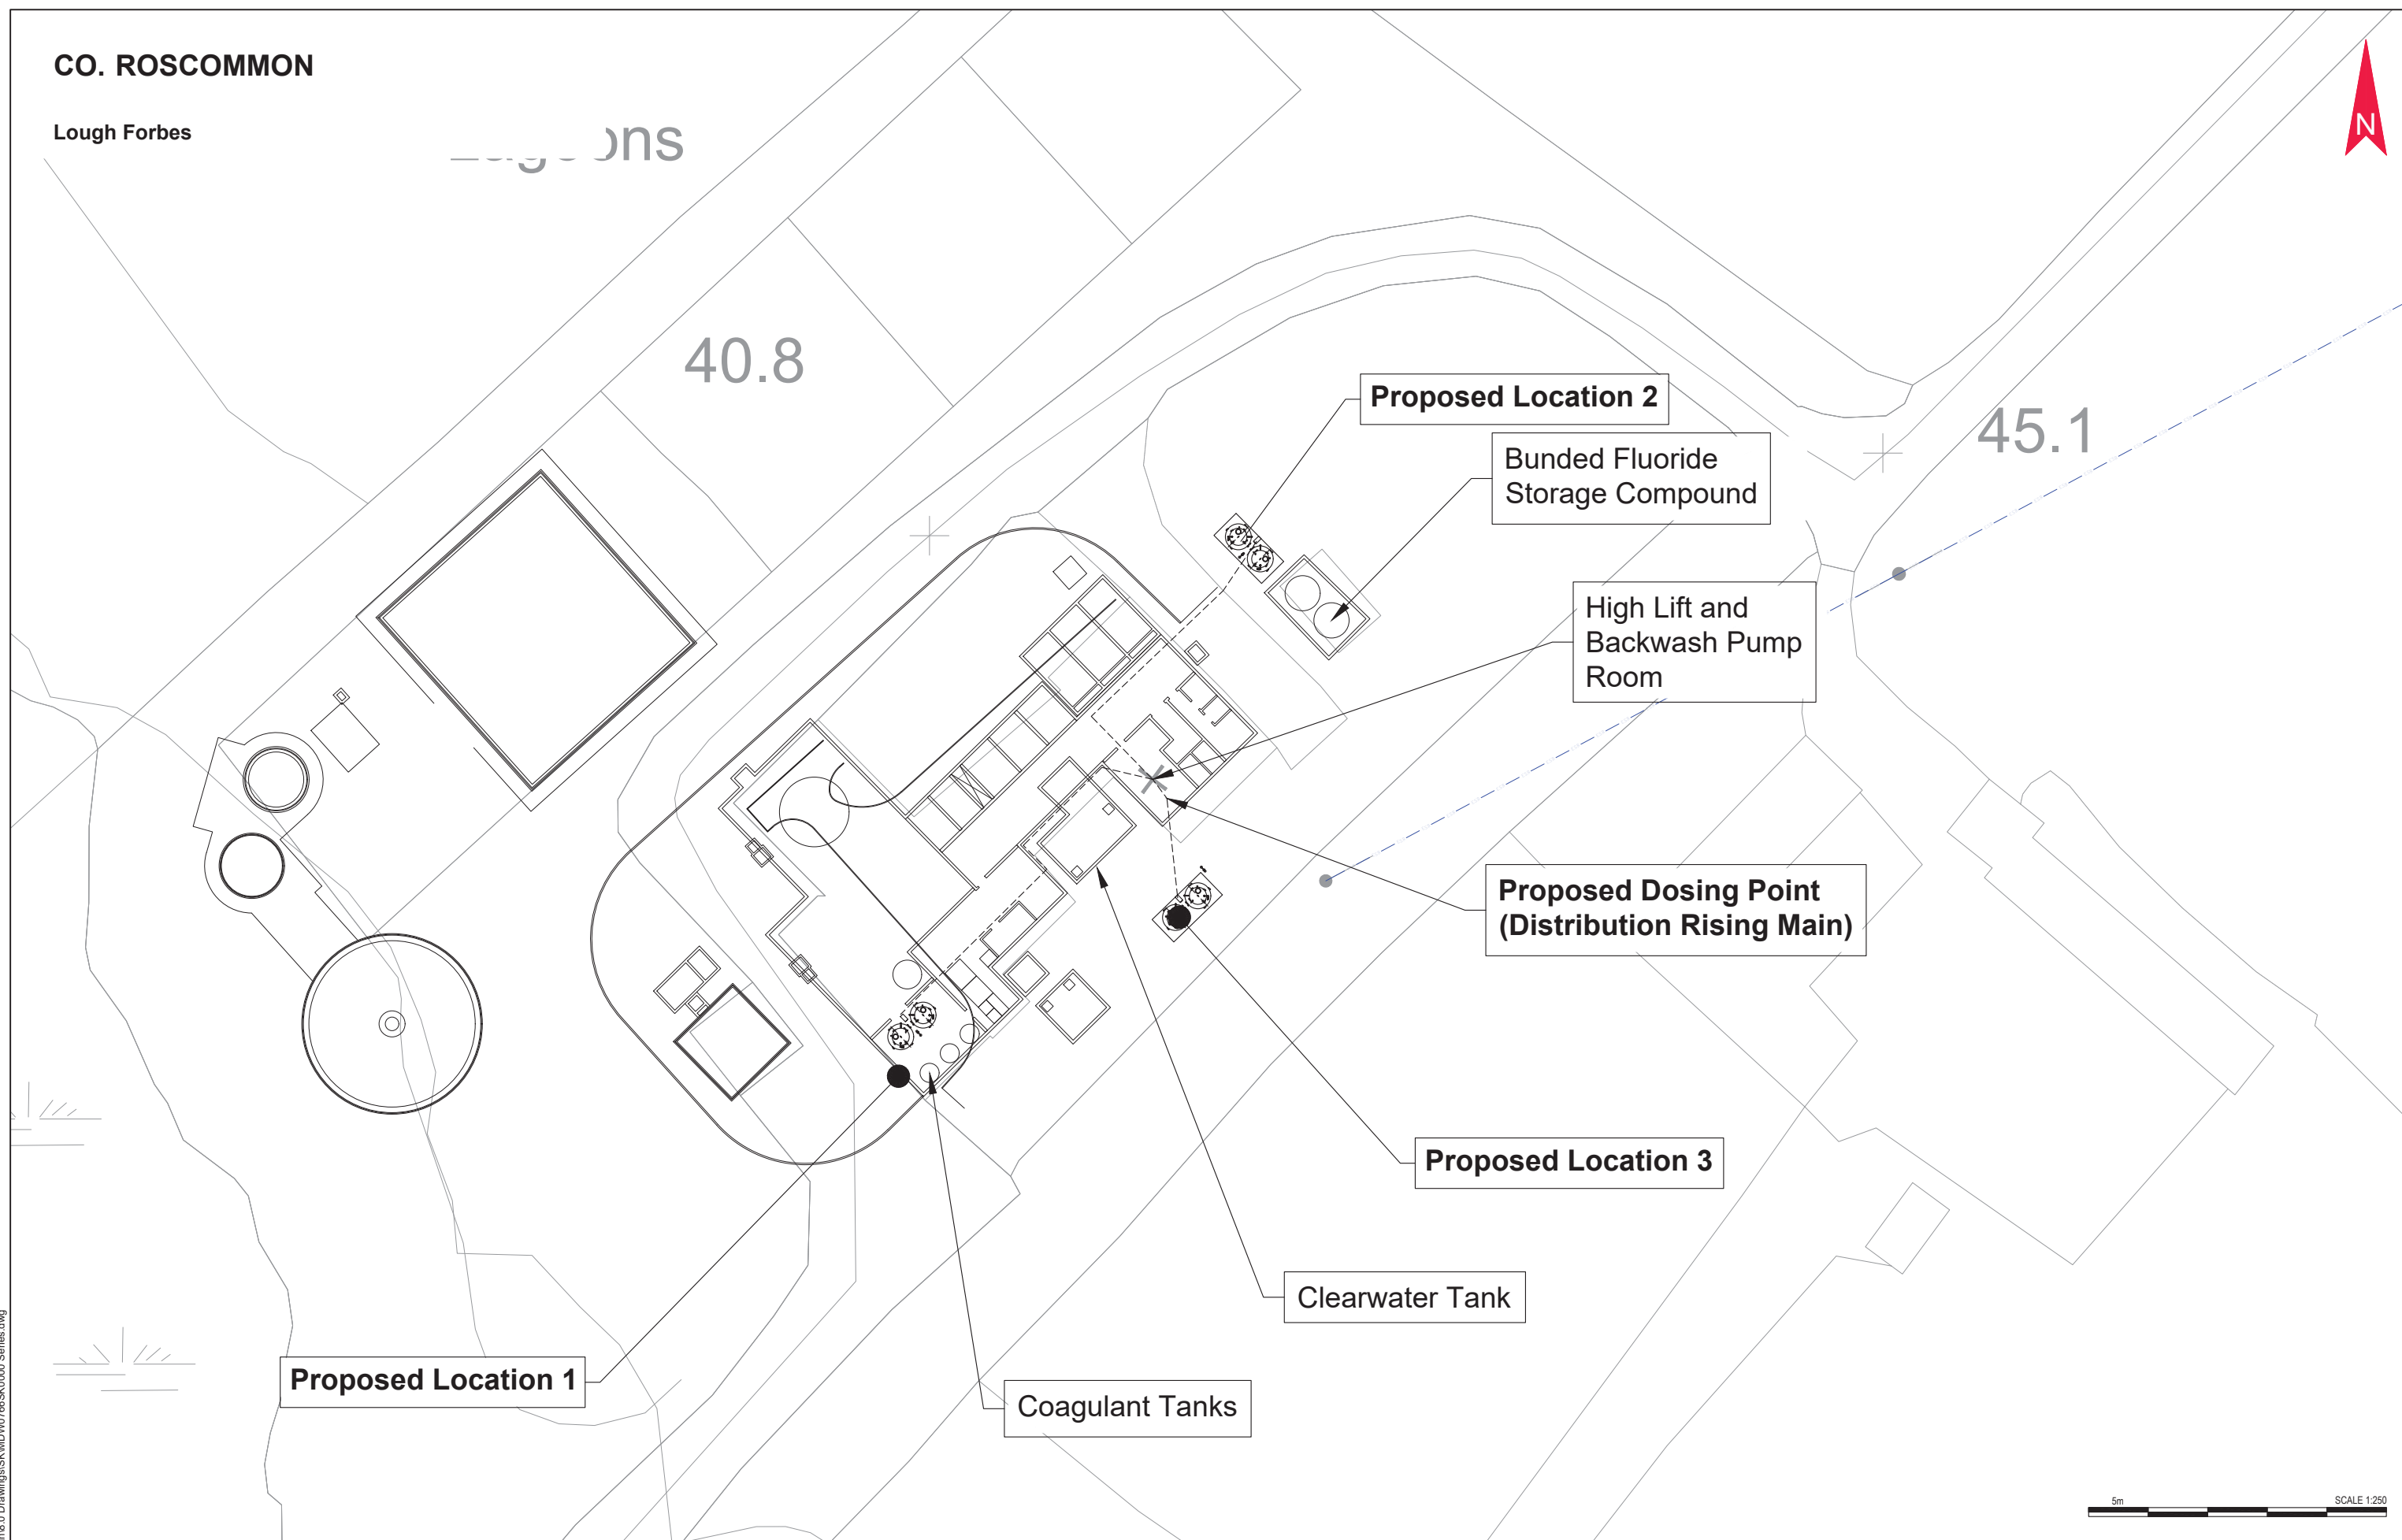 CO. ROSCOMMON
Lough Forbes
N
40.8
Proposed Location 2
45.1
Bunded Fluoride
Storage Compound
High Lift and
Backwash Pump
Room
Proposed Dosing Point
(Distribution Rising Main)
Proposed Location 3
Clearwater Tank
Proposed Location 1
Coagulant Tanks
5m
SCALE 1:250